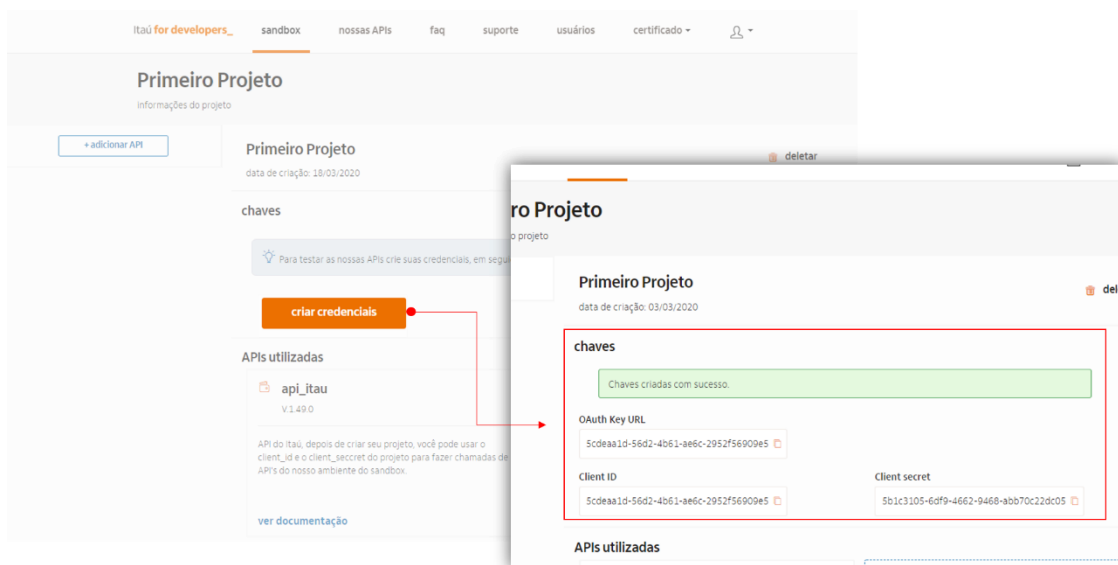 Itaú for developers_ sandbox nossas APIs faq suporte usuários certificado
Primeiro Projeto
informações do projeto
+ adicionar API
Primeiro Projeto
deletar
data de criação: 18/03/2020
chaves
Para testar as nossas APIs crie suas credenciais, em segui
criar credenciais
APIs utilizadas
api_itau
V.1.49.0
API do Itaú, depois de criar seu projeto, você pode usar o
client_id e o client_seccret do projeto para fazer chamadas de
API's do nosso ambiente do sandbox.
ver documentação
ro Projeto
o projeto
Primeiro Projeto
del
data de criação: 03/03/2020
chaves
Chaves criadas com sucesso.
OAuth Key URL
5cdeaa1d-56d2-4b61-ae6c-2952f56909e5
Client ID Client secret
5cdeaa1d-56d2-4b61-ae6c-2952f56909e5 5b1c3105-6df9-4662-9468-abb70c22dc05
APIs utilizadas